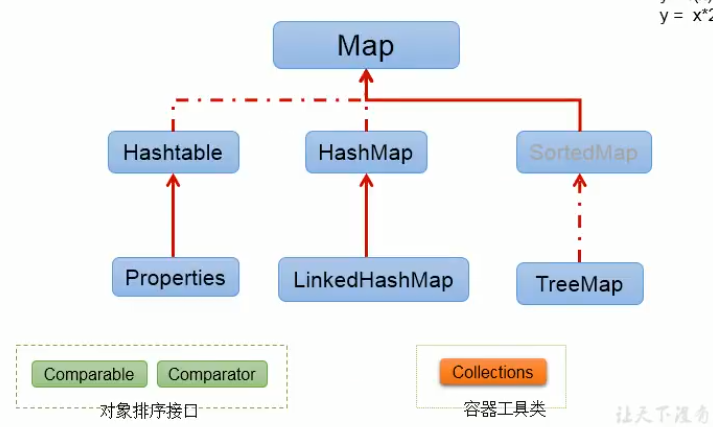 y = x*2
Map
Hashtable
HashMap
SortedMap
Properties
LinkedHashMap
TreeMap
Comparable
Comparator
Collections
对象排序接口
容器工具类
让天下没有